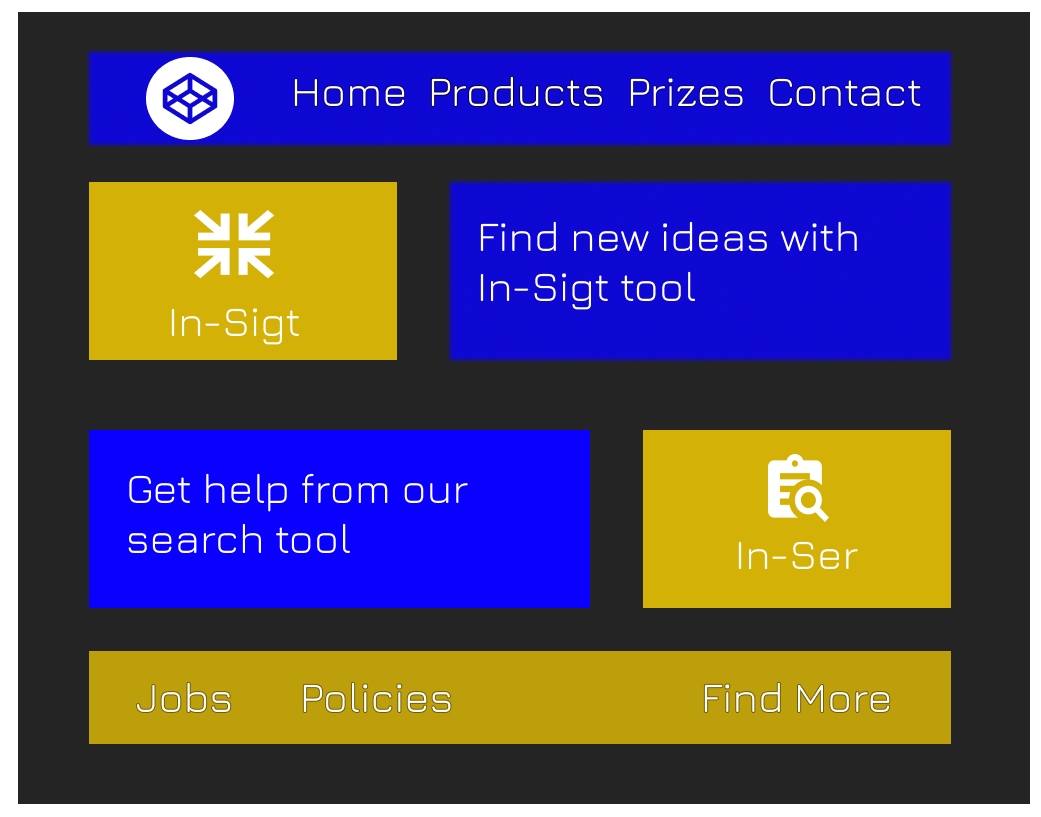 Home Products Prizes Contact
In-Sigt
Find new ideas with
In-Sigt tool
Get help from our
search tool
In-Ser
Jobs Policies Find More